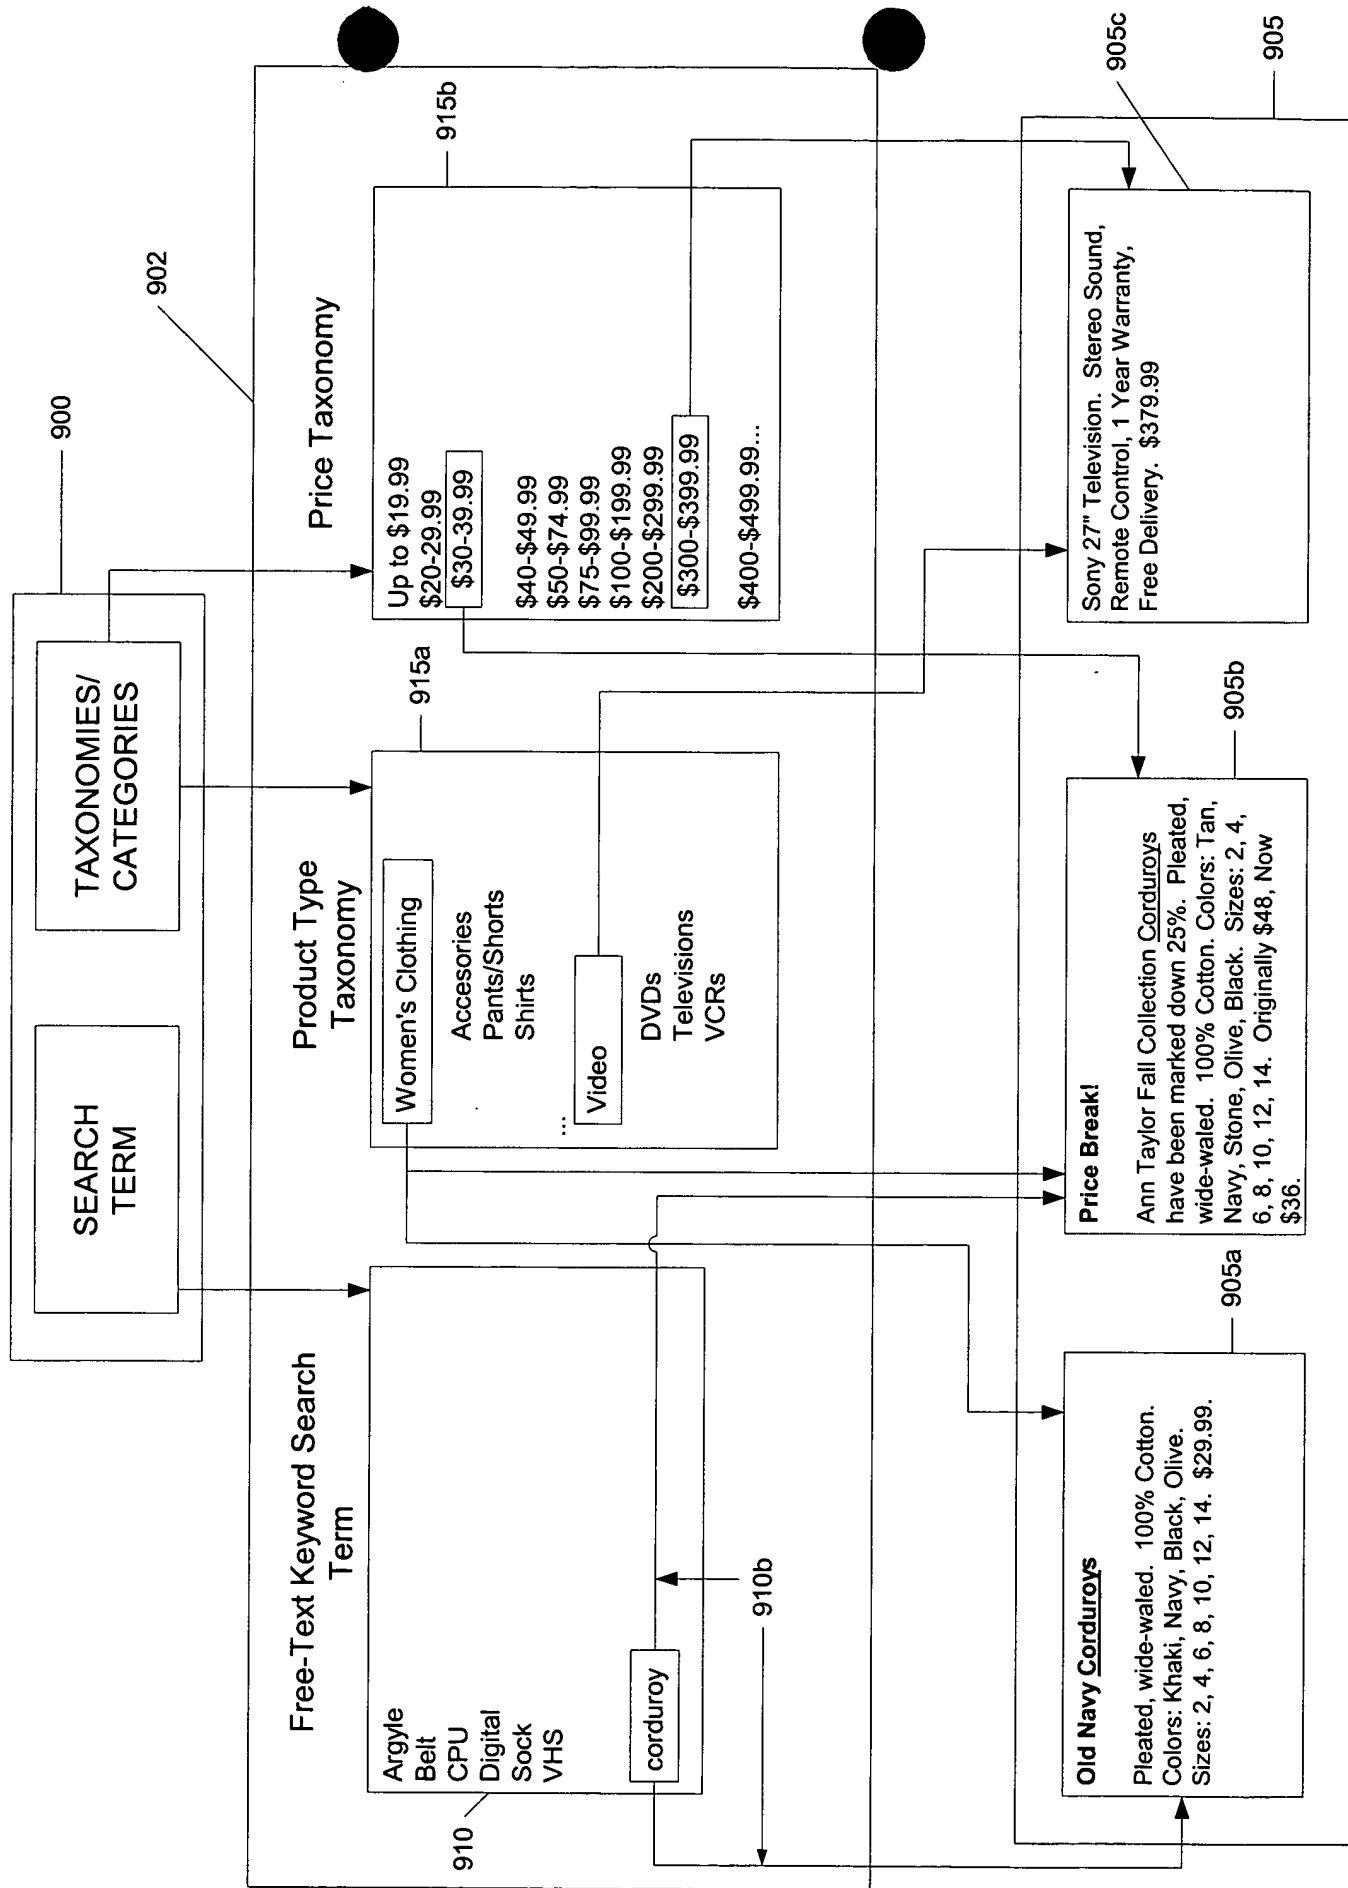 900
SEARCH
TERM
TAXONOMIES/
CATEGORIES
902
Free-Text Keyword Search
Term
910
Argyle
Belt
CPU
Digital
Sock
VHS
corduroy
910b
Product Type
Taxonomy
915a
Women's Clothing
Accesories
Pants/Shorts
Shirts
...
Video
DVDs
Televisions
VCRs
Price Taxonomy
915b
Up to $19.99
$20-29.99
$30-39.99
$40-$49.99
$50-$74.99
$75-$99.99
$100-$199.99
$200-$299.99
$300-$399.99
$400-$499.99...
905a
Old Navy Corduroys
Pleated, wide-waled. 100% Cotton.
Colors: Khaki, Navy, Black, Olive.
Sizes: 2, 4, 6, 8, 10, 12, 14. $29.99.
905b
Price Break!
Ann Taylor Fall Collection Corduroys
have been marked down 25%. Pleated,
wide-waled. 100% Cotton. Colors: Tan,
Navy, Stone, Olive, Black. Sizes: 2, 4,
6, 8, 10, 12, 14. Originally $48, Now
$36.
905c
Sony 27" Television. Stereo Sound,
Remote Control, 1 Year Warranty,
Free Delivery. $379.99
905